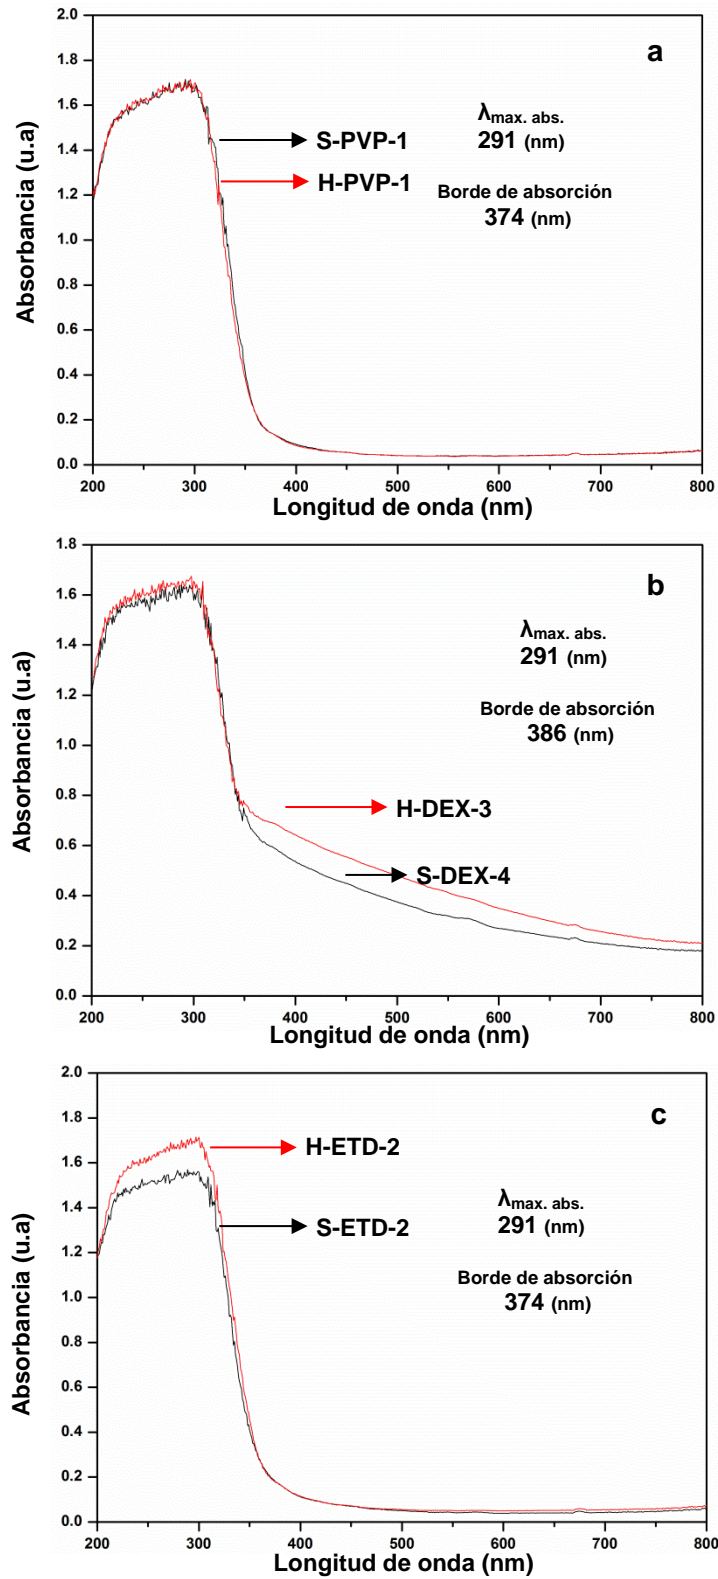 2.0
a
1.8
1.6
λmax. abs.
S-PVP-1
291 (nm)
1.4
H-PVP-1
Borde de absorción
1.2
374 (nm)
1.0
0.8
0.6
0.4
0.2
0.0
Absorbancia (u.a)
200 300 400 500 600 700 800
Longitud de onda (nm)
1.8
b
1.6
λmax. abs.
291 (nm)
1.4
1.2
Borde de absorción
386 (nm)
1.0
0.8
H-DEX-3
0.6
S-DEX-4
0.4
0.2
0.0
Absorbancia (u.a)
200 300 400 500 600 700 800
Longitud de onda (nm)
2.0
c
1.8
H-ETD-2
1.6
λmax. abs.
1.4
S-ETD-2
291 (nm)
1.2
Borde de absorción
374 (nm)
1.0
0.8
0.6
0.4
0.2
0.0
Absorbancia (u.a)
200 300 400 500 600 700 800
Longitud de onda (nm)